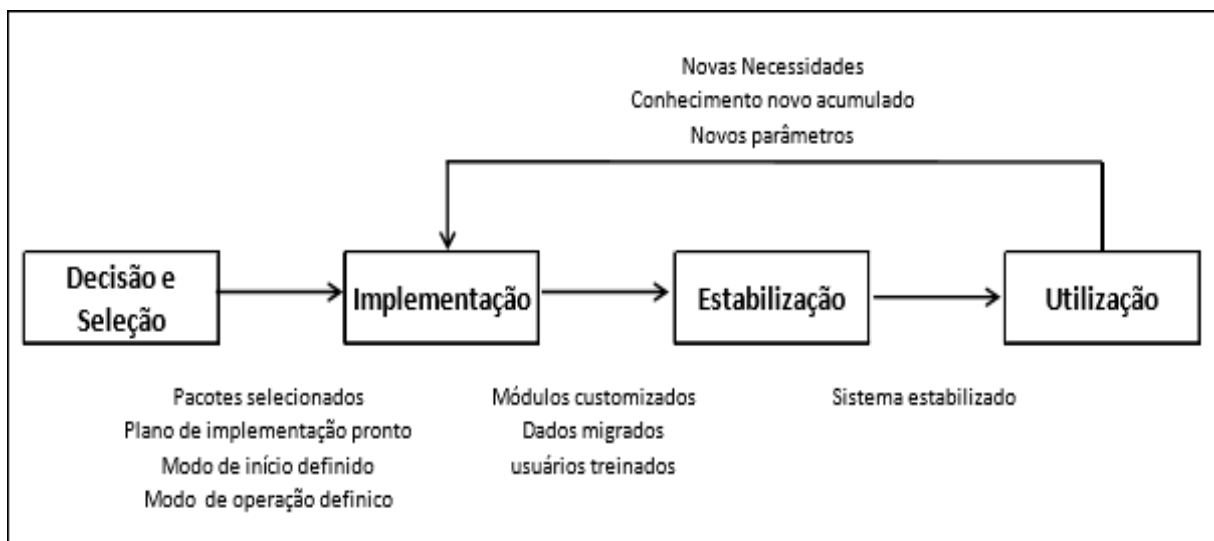 Novas Necessidades
Conhecimento novo acumulado
Novos parâmetros
Decisão e
Seleção
Implementação
Estabilização
Utilização
Pacotes selecionados
Plano de implementação pronto
Modo de início definido
Modo de operação definico
Módulos customizados
Dados migrados
usuários treinados
Sistema estabilizado